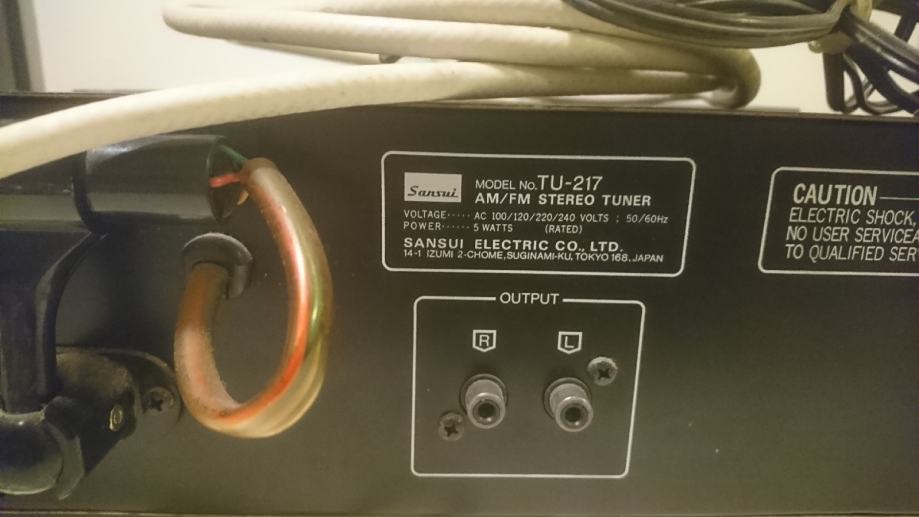 Sansui
MODEL No. TU-217
AM/FM STEREO TUNER
VOLTAGE····· AC 100/120/220/240 VOLTS ; 50/60Hz
POWER······ 5 WATTS (RATED)
SANSUI ELECTRIC CO., LTD.
14-1 IZUMI 2-CHOME, SUGINAMI-KU, TOKYO 168, JAPAN
CAUTION
ELECTRIC SHOCK,
NO USER SERVICEA
TO QUALIFIED SER
OUTPUT
R L